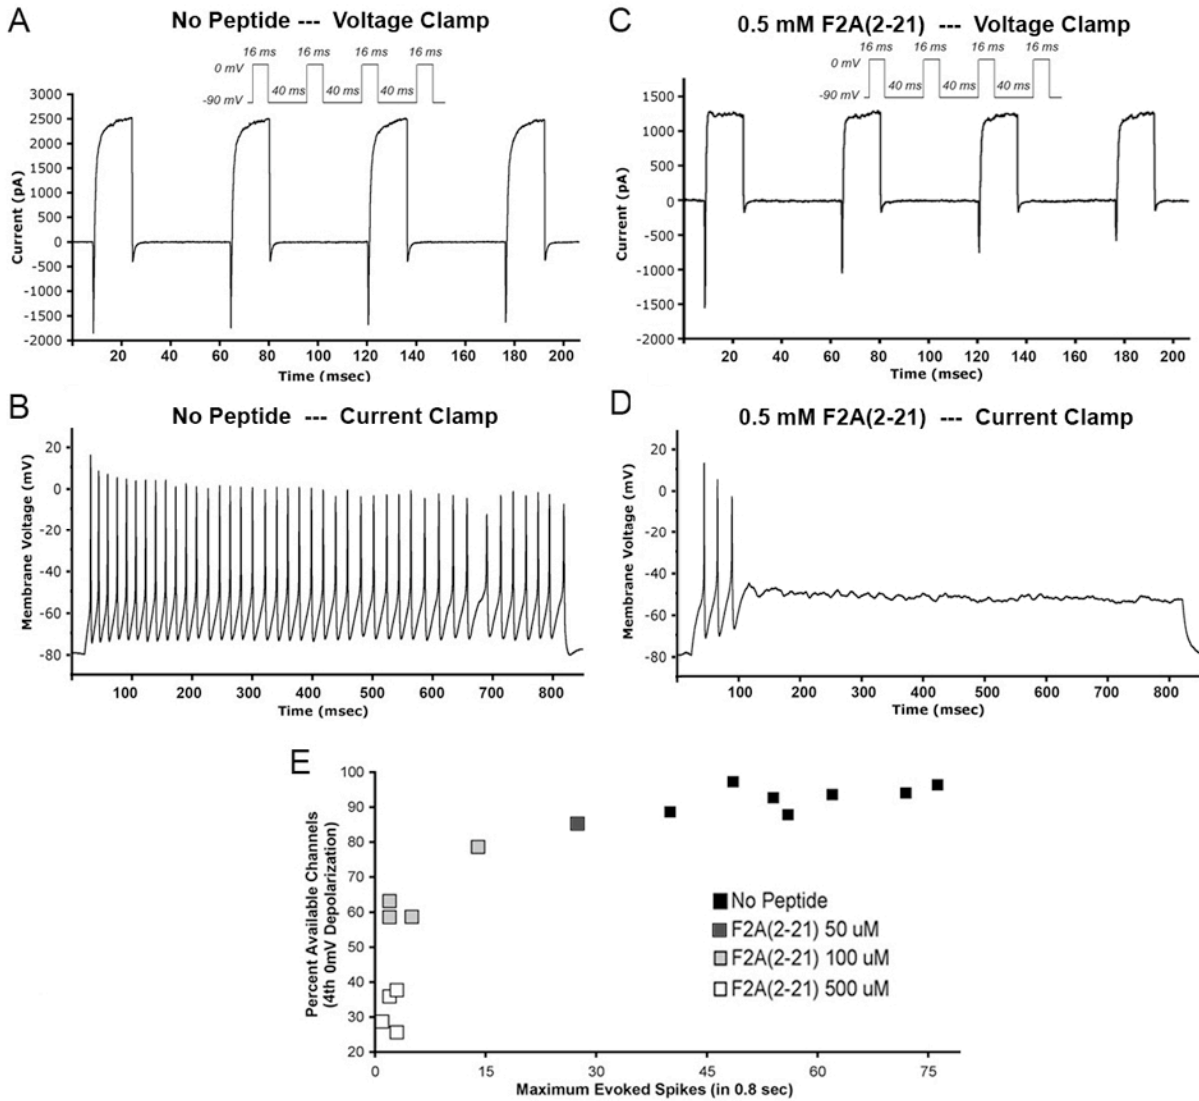 A
No Peptide --- Voltage Clamp
16 ms 16 ms 16 ms 16 ms
0 mV
40 ms 40 ms 40 ms
-90 mV
3000
2500
2000
1500
1000
500
0
-500
-1000
-1500
-2000
Current (pA)
20 40 60 80 100 120 140 160 180 200
Time (msec)
C
0.5 mM F2A(2-21) --- Voltage Clamp
16 ms 16 ms 16 ms 16 ms
0 mV
40 ms 40 ms 40 ms
-90 mV
1500
1000
500
0
-500
-1000
-1500
-2000
Current (pA)
20 40 60 80 100 120 140 160 180 200
Time (msec)
B
No Peptide --- Current Clamp
20
0
-20
-40
-60
-80
Membrane Voltage (mV)
100 200 300 400 500 600 700 800
Time (msec)
D
0.5 mM F2A(2-21) --- Current Clamp
20
0
-20
-40
-60
-80
Membrane Voltage (mV)
100 200 300 400 500 600 700 800
Time (msec)
E
100
90
80
70
60
50
40
30
20
Percent Available Channels
(4th 0mV Depolarization)
No Peptide
F2A(2-21) 50 uM
F2A(2-21) 100 uM
F2A(2-21) 500 uM
0 15 30 45 60 75
Maximum Evoked Spikes (in 0.8 sec)